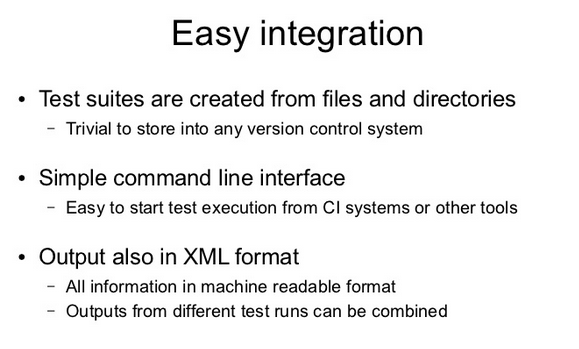 Easy integration
• Test suites are created from files and directories
– Trivial to store into any version control system
• Simple command line interface
– Easy to start test execution from CI systems or other tools
• Output also in XML format
– All information in machine readable format
– Outputs from different test runs can be combined